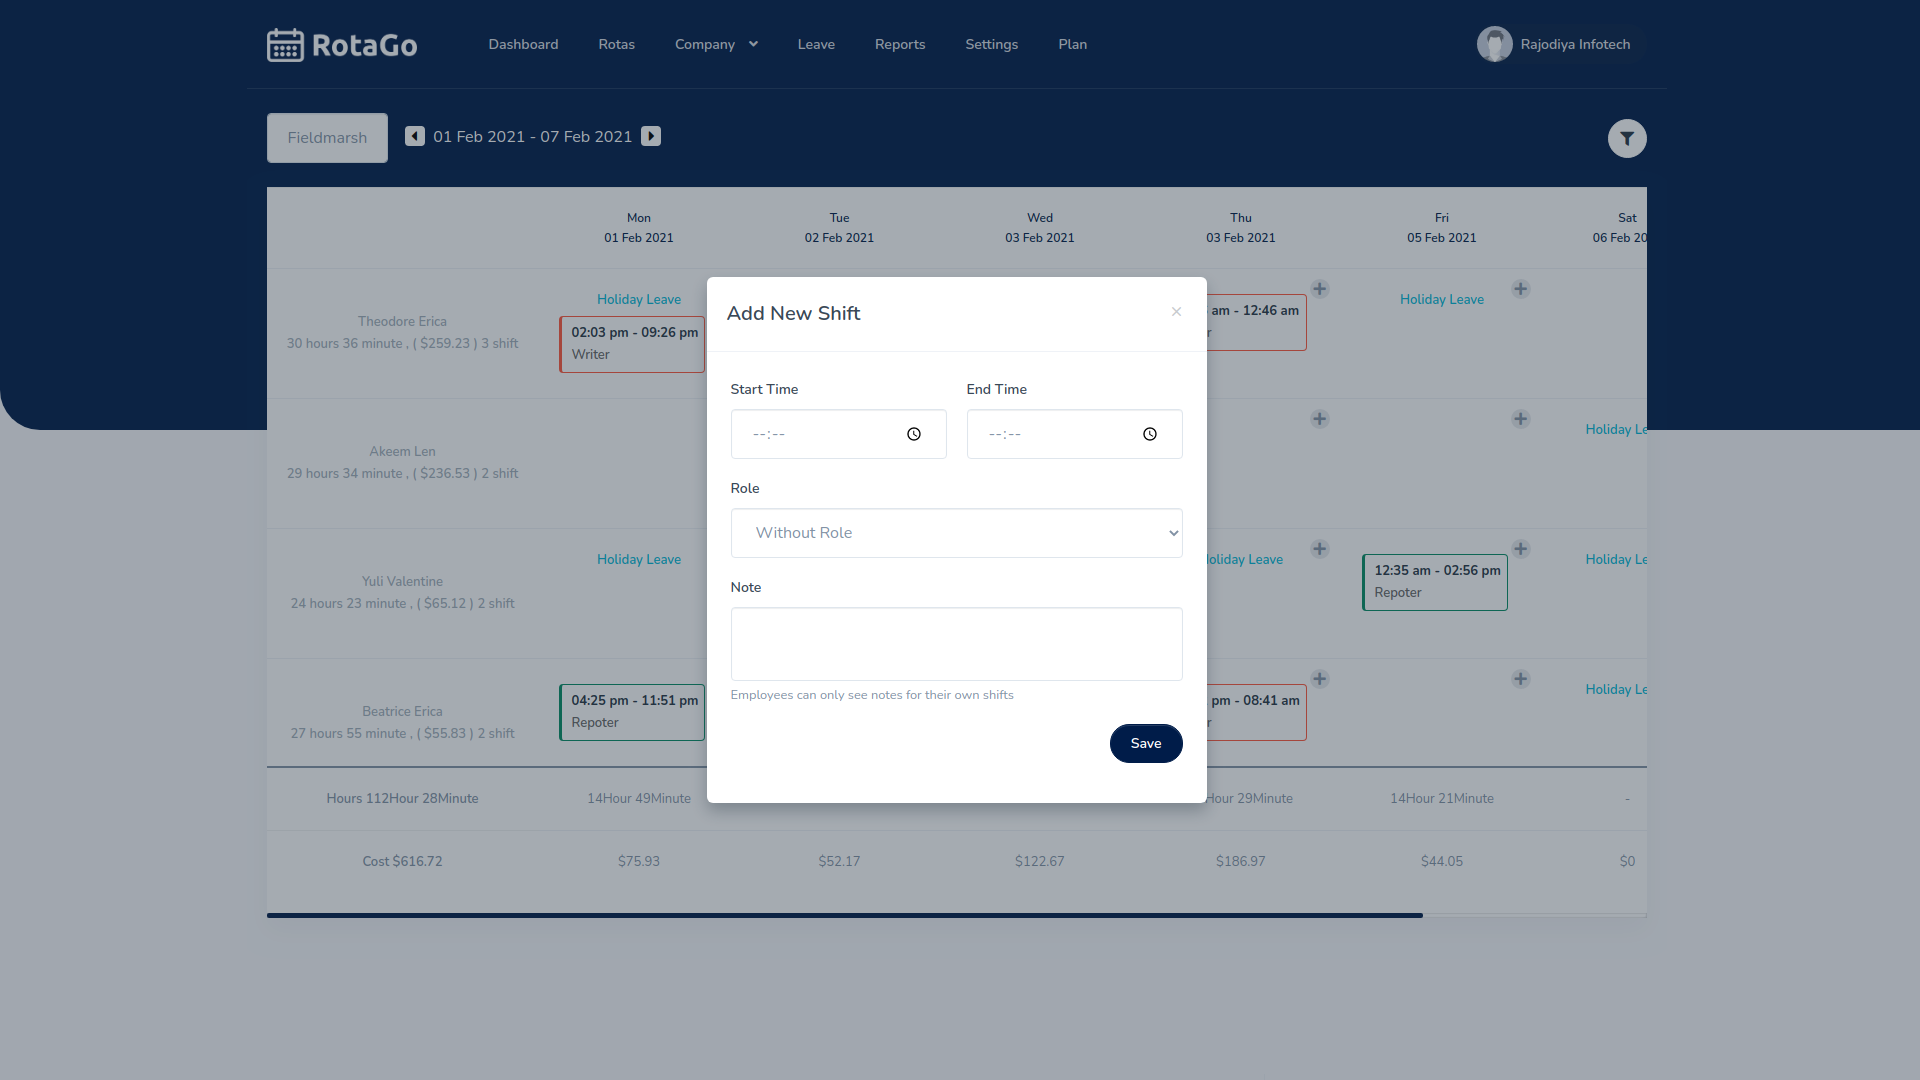 RotaGo
Dashboard
Rotas
Company
Leave
Reports
Settings
Plan
Rajodiya Infotech
Fieldmarsh
01 Feb 2021 - 07 Feb 2021
Mon
01 Feb 2021
Tue
02 Feb 2021
Wed
03 Feb 2021
Thu
03 Feb 2021
Fri
05 Feb 2021
Sat
06 Feb 20
Theodore Erica
30 hours 36 minute , ( $259.23 ) 3 shift
Holiday Leave
02:03 pm - 09:26 pm
Writer
am - 12:46 am
r
Holiday Leave
Akeem Len
29 hours 34 minute , ( $236.53 ) 2 shift
Holiday Le
Yuli Valentine
24 hours 23 minute , ( $65.12 ) 2 shift
Holiday Leave
oliday Leave
12:35 am - 02:56 pm
Repoter
Holiday Le
Beatrice Erica
27 hours 55 minute , ( $55.83 ) 2 shift
04:25 pm - 11:51 pm
Repoter
pm - 08:41 am
r
Holiday Le
Hours 112Hour 28Minute
14Hour 49Minute
Hour 29Minute
14Hour 21Minute
-
Cost $616.72
$75.93
$52.17
$122.67
$186.97
$44.05
$0
Add New Shift
×
Start Time
End Time
--:--
--:--
Role
Without Role
Note
Employees can only see notes for their own shifts
Save